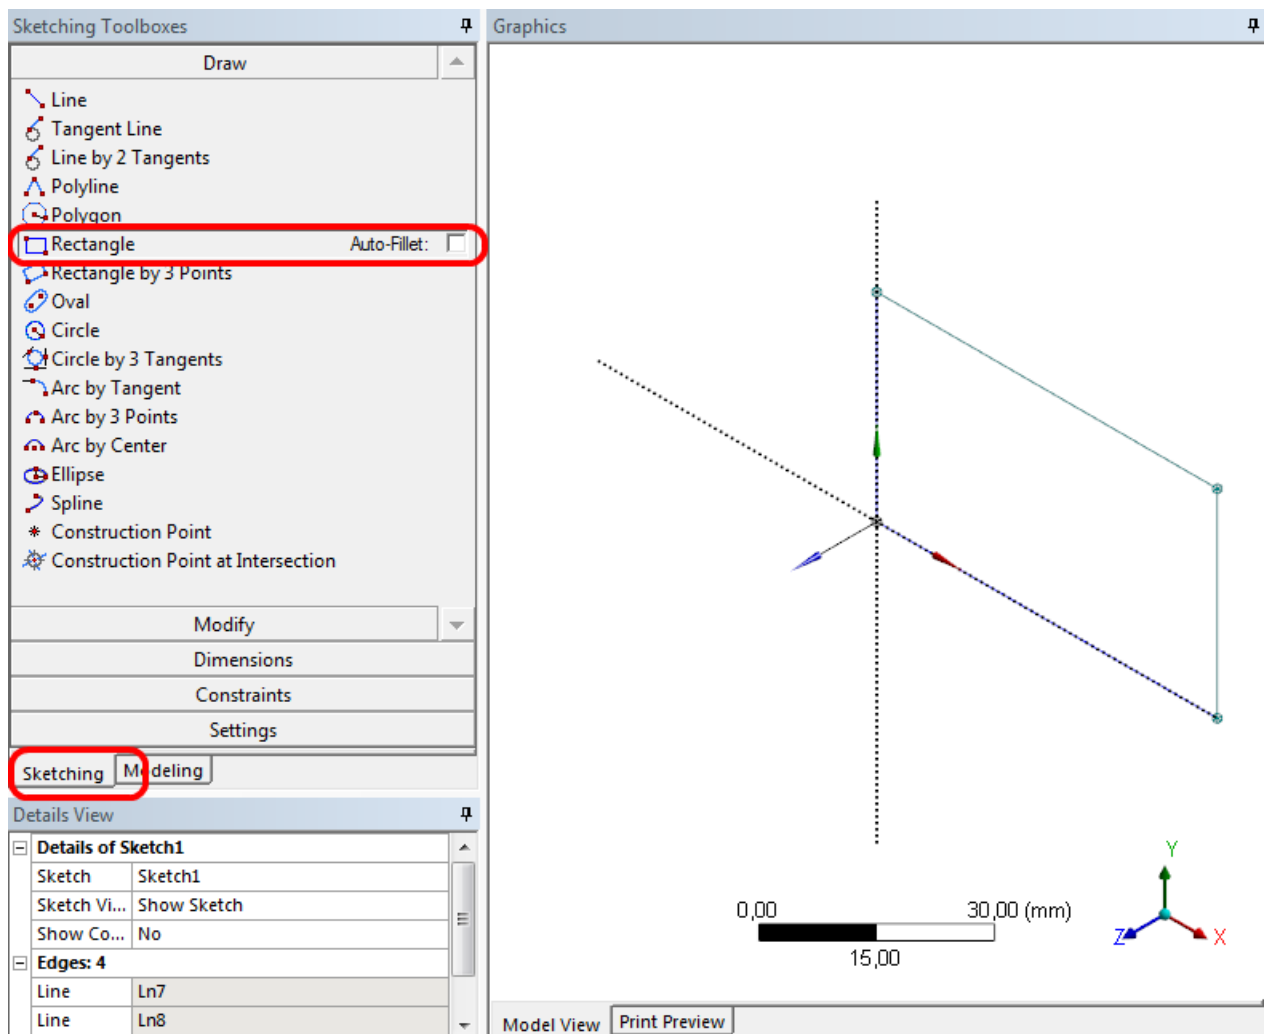 Sketching Toolboxes
Draw
Line
Tangent Line
Line by 2 Tangents
Polyline
Polygon
Rectangle Auto-Fillet:
Rectangle by 3 Points
Oval
Circle
Circle by 3 Tangents
Arc by Tangent
Arc by 3 Points
Arc by Center
Ellipse
Spline
Construction Point
Construction Point at Intersection
Modify
Dimensions
Constraints
Settings
Sketching Modeling
Details View
Details of Sketch1
Sketch Sketch1
Sketch Vi... Show Sketch
Show Co... No
Edges: 4
Line Ln7
Line Ln8
Graphics
0,00 30,00 (mm)
15,00
Y
Z X
Model View Print Preview